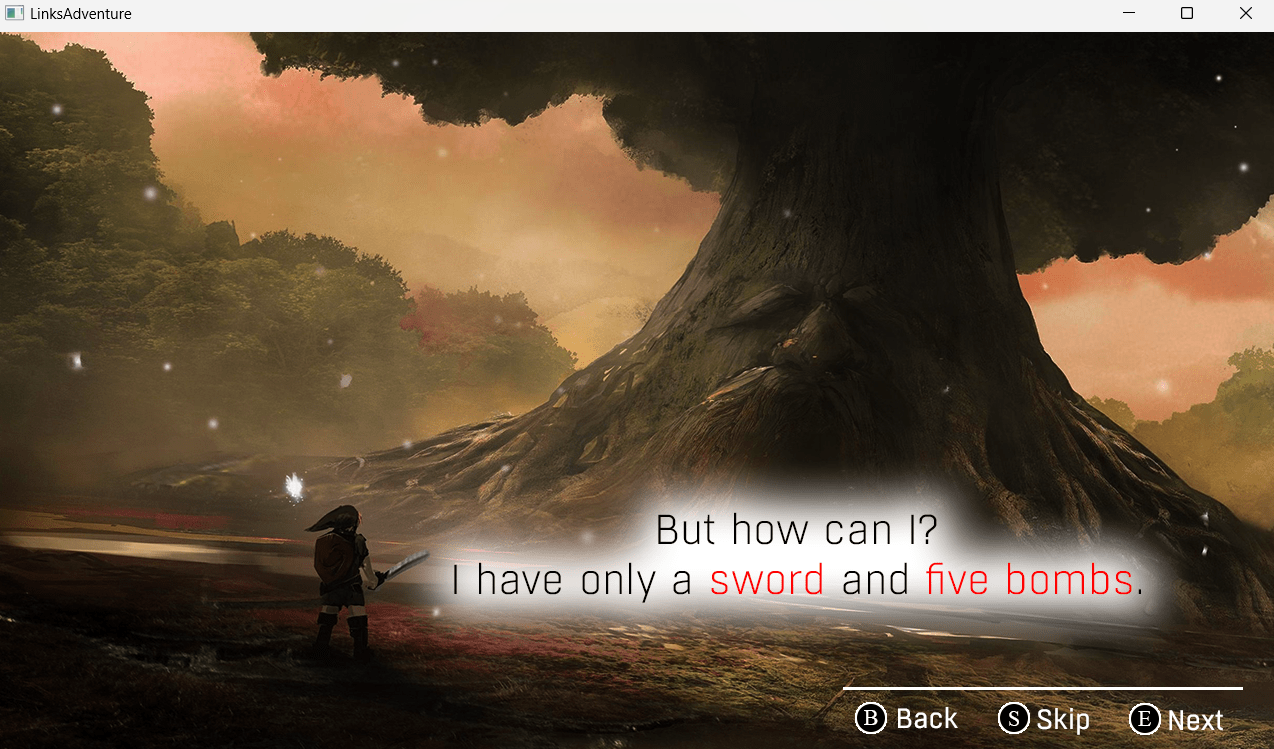 LinksAdventure
But how can I?
I have only a sword and five bombs.
B Back S Skip E Next